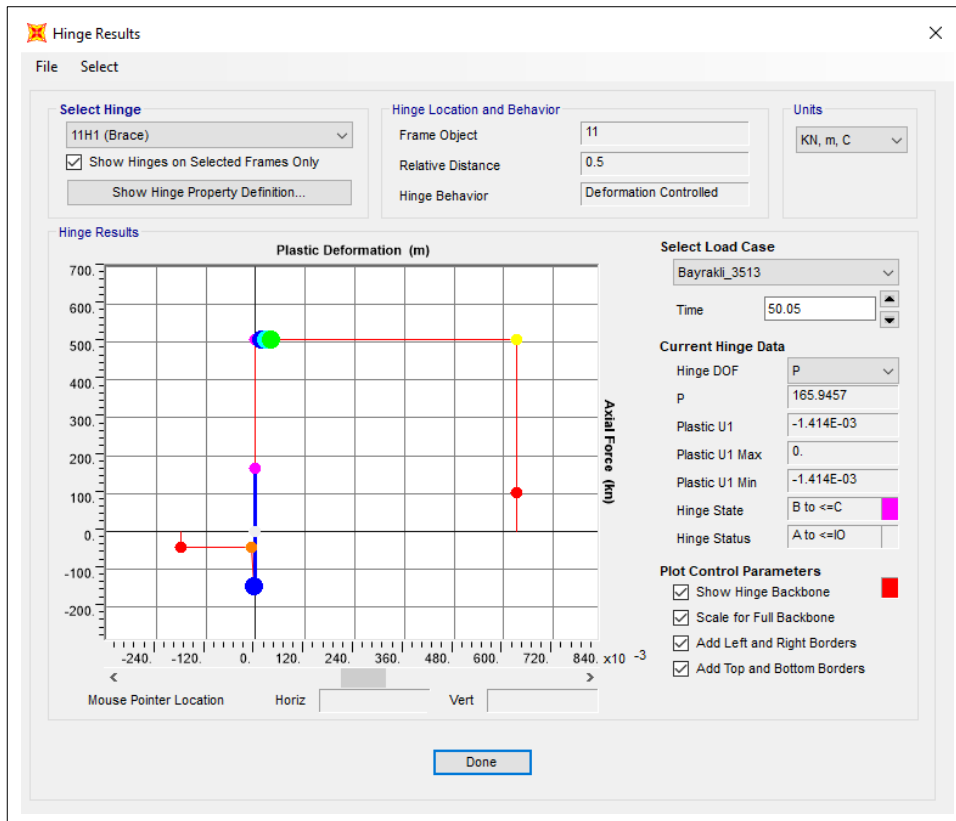 Hinge Results
File Select
Select Hinge
11H1 (Brace)
Show Hinges on Selected Frames Only
Show Hinge Property Definition...
Hinge Location and Behavior
Frame Object 11
Relative Distance 0.5
Hinge Behavior Deformation Controlled
Units
KN, m, C
Hinge Results
Plastic Deformation (m)
700.
600.
500.
400.
300.
200.
100.
0.
-100.
-200.
Axial Force (kn)
-240. -120. 0. 120. 240. 360. 480. 600. 720. 840. x10 -3
< >
Mouse Pointer Location Horiz Vert
Select Load Case
Bayrakli_3513
Time 50.05
Current Hinge Data
Hinge DOF P
P 165.9457
Plastic U1 -1.414E-03
Plastic U1 Max 0.
Plastic U1 Min -1.414E-03
Hinge State B to <=C
Hinge Status A to <=IO
Plot Control Parameters
Show Hinge Backbone
Scale for Full Backbone
Add Left and Right Borders
Add Top and Bottom Borders
Done